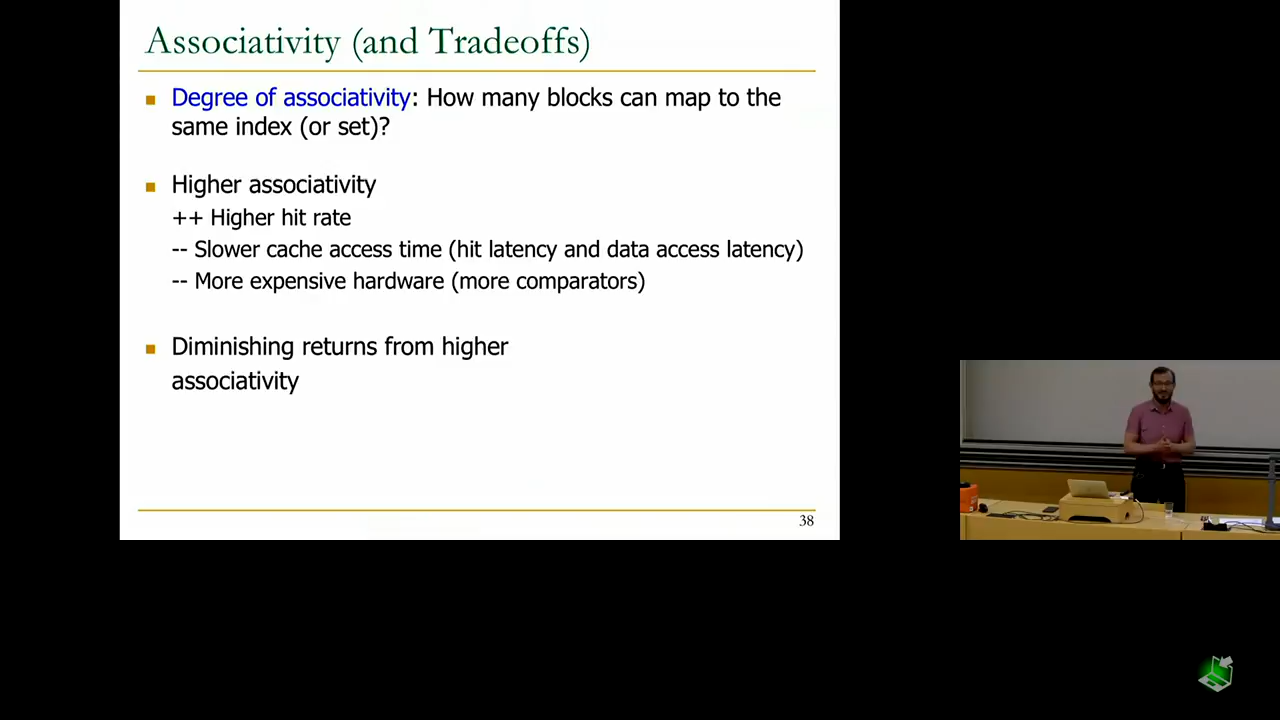 Associativity (and Tradeoffs)
Degree of associativity: How many blocks can map to the
same index (or set)?
Higher associativity
++ Higher hit rate
-- Slower cache access time (hit latency and data access latency)
-- More expensive hardware (more comparators)
Diminishing returns from higher
associativity
38